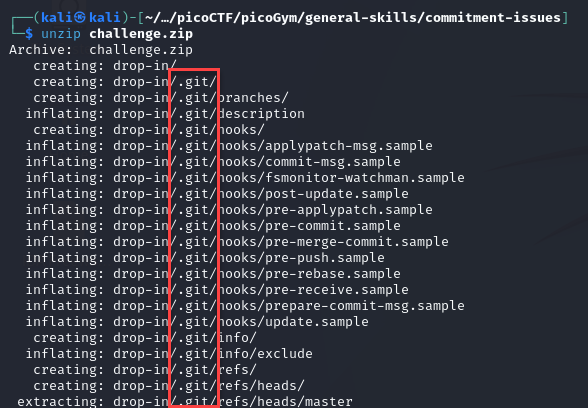 ┌──(kali㉿kali)-[~/…/picoCTF/picoGym/general-skills/commitment-issues]
└─$ unzip challenge.zip
Archive:  challenge.zip
   creating: drop-in/
   creating: drop-in/.git/
   creating: drop-in/.git/branches/
  inflating: drop-in/.git/description
   creating: drop-in/.git/hooks/
  inflating: drop-in/.git/hooks/applypatch-msg.sample
  inflating: drop-in/.git/hooks/commit-msg.sample
  inflating: drop-in/.git/hooks/fsmonitor-watchman.sample
  inflating: drop-in/.git/hooks/post-update.sample
  inflating: drop-in/.git/hooks/pre-applypatch.sample
  inflating: drop-in/.git/hooks/pre-commit.sample
  inflating: drop-in/.git/hooks/pre-merge-commit.sample
  inflating: drop-in/.git/hooks/pre-push.sample
  inflating: drop-in/.git/hooks/pre-rebase.sample
  inflating: drop-in/.git/hooks/pre-receive.sample
  inflating: drop-in/.git/hooks/prepare-commit-msg.sample
  inflating: drop-in/.git/hooks/update.sample
   creating: drop-in/.git/info/
  inflating: drop-in/.git/info/exclude
   creating: drop-in/.git/refs/
   creating: drop-in/.git/refs/heads/
 extracting: drop-in/.git/refs/heads/master